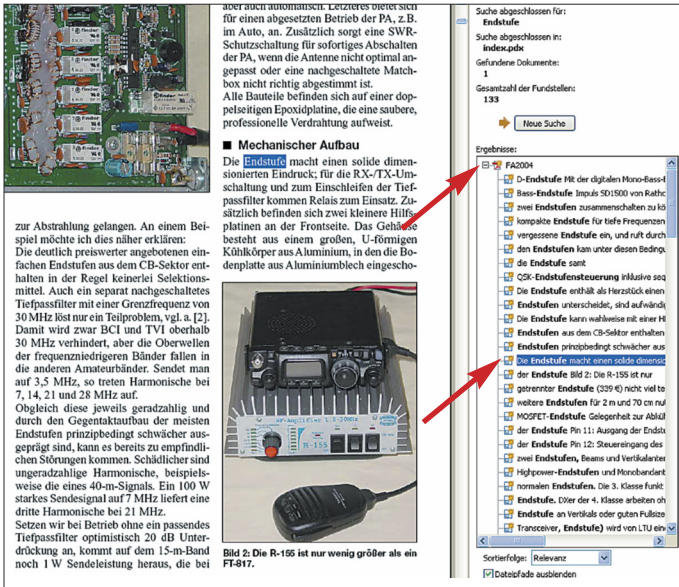 zur Abstrahlung gelangen. An einem Bei-
spiel möchte ich dies näher erklären:
Die deutlich preiswerter angebotenen ein-
fachen Endstufen aus dem CB-Sektor ent-
halten in der Regel keinerlei Selektions-
mittel. Auch ein separat nachgeschaltetes
Tiefpassfilter mit einer Grenzfrequenz von
30 MHz löst nur ein Teilproblem, vgl. a. [2].
Damit wird zwar BCI und TVI oberhalb
30 MHz verhindert, aber die Oberwellen
der frequenzniedrigeren Bänder fallen in
die anderen Amateurbänder. Sendet man
auf 3,5 MHz, so treten Harmonische bei
7, 14, 21 und 28 MHz auf.
Obgleich diese jeweils geradzahlig und
durch den Gegentaktaufbau der meisten
Endstufen prinzipbedingt schwächer aus-
geprägt sind, kann es bereits zu empfindli-
chen Störungen kommen. Schädlicher sind
ungeradzahlige Harmonische, beispiels-
weise die eines 40-m-Signals. Ein 100 W
starkes Sendesignal auf 7 MHz liefert eine
dritte Harmonische bei 21 MHz.
Setzen wir bei Betrieb ohne ein passendes
Tiefpassfilter optimistisch 20 dB Unter-
drückung an, kommt auf dem 15-m-Band
noch 1 W Sendeleistung heraus, die bei
aber auch automatisch. Letzteres bietet sich
für einen abgesetzten Betrieb der PA, z.B.
im Auto, an. Zusätzlich sorgt eine SWR-
Schutzschaltung für sofortiges Abschalten
der PA, wenn die Antenne nicht optimal an-
gepasst oder eine nachgeschaltete Match-
box nicht richtig abgestimmt ist.
Alle Bauteile befinden sich auf einer dop-
pelseitigen Epoxidplatine, die eine saubere,
professionelle Verdrahtung aufweist.
■ Mechanischer Aufbau
Die Endstufe macht einen solide dimen-
sionierten Eindruck; für die RX-/TX-Um-
schaltung und zum Einschleifen der Tief-
passfilter kommen Relais zum Einsatz. Zu-
sätzlich befinden sich zwei kleinere Hilfs-
platinen an der Frontseite. Das Gehäuse
besteht aus einem großen, U-förmigen
Kühlkörper aus Aluminium, in den die Bo-
denplatte aus Aluminiumblech eingescho-
R-155
Bild 2: Die R-155 ist nur wenig größer als ein
FT-817.
Suche abgeschlossen für:
Endstufe
Suche abgeschlossen in:
index.pdx
Gefundene Dokumente:
1
Gesamtzahl der Fundstellen:
133
Neue Suche
Ergebnisse:
FA2004
D-Endstufe Mit der digitalen Mono-Bass-E
Bass-Endstufe Impuls SD1500 von Rathc
zwei Endstufen zusammenschalten zu kö
kompakte Endstufe für tiefe Frequenzen
vergessene Endstufe ein, und ruft durch
den Endstufen kam unter diesen Bedingu
die Endstufe samt
QSK-Endstufensteuerung inklusive seq
Die Endstufe enthält als Herzstück einen
Endstufen unterscheidet, sind aufwändig
Die Endstufe kann wahlweise mit einer Hi
Endstufen aus dem CB-Sektor enthalten
Endstufen prinzipbedingt schwächer aus
Die Endstufe macht einen solide dimensio
der Endstufe Bild 2: Die R-155 ist nur
getrennter Endstufe (339 €) nicht viel te
weitere Endstufen für 2 m und 70 cm nut
MOSFET-Endstufe Gelegenheit zur Abküh
der Endstufe Pin 11: Ausgang der Endstu
der Endstufe Pin 12: Steuereingang des
zwei Endstufen, Beams und Vertikalanten
Highpower-Endstufen und Monobandant
normalen Endstufen. Die 3. Klasse funkt
Endstufe. DXer der 4. Klasse arbeiten oh
Endstufe an Vertikals oder guten Fullsize
Transceiver, Endstufe) wird von LTU eine
Sortierfolge: Relevanz
Dateipfade ausblenden